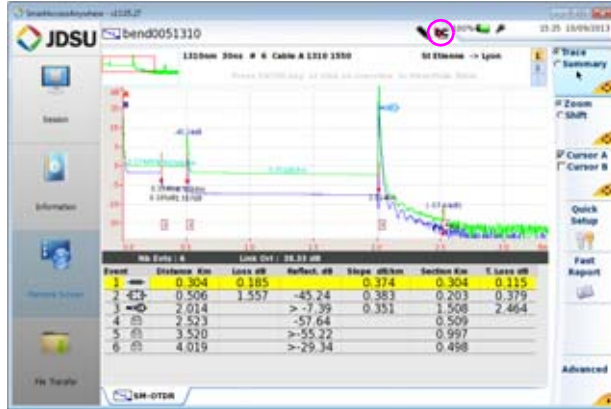 SmartAccessAnywhere - v1105.2T
JDSU
bend0051310
100%
15:25 10/09/2013
1310nm 30ns # 6 Cable A 1310 1550
St Etienne -> Lyon
Trace
Summary
Session
Zoom
Shift
Cursor A
Cursor B
Information
Quick
Setup
Nb Evts : 6
Link Orl : 38.33 dB
Fast
Report
Event Distance Km Loss dB Reflect. dB Slope dB/km Section Km T. Loss dB
1 0.304 0.185 0.374 0.304 0.115
2 0.506 1.557 -45.24 0.383 0.203 0.379
3 2.014 > -7.39 0.351 1.508 2.464
4 2.523 -57.64 0.509
5 3.520 >-55.22 0.997
6 4.019 >-29.34 0.498
Advanced
File Transfer
SM-OTDR